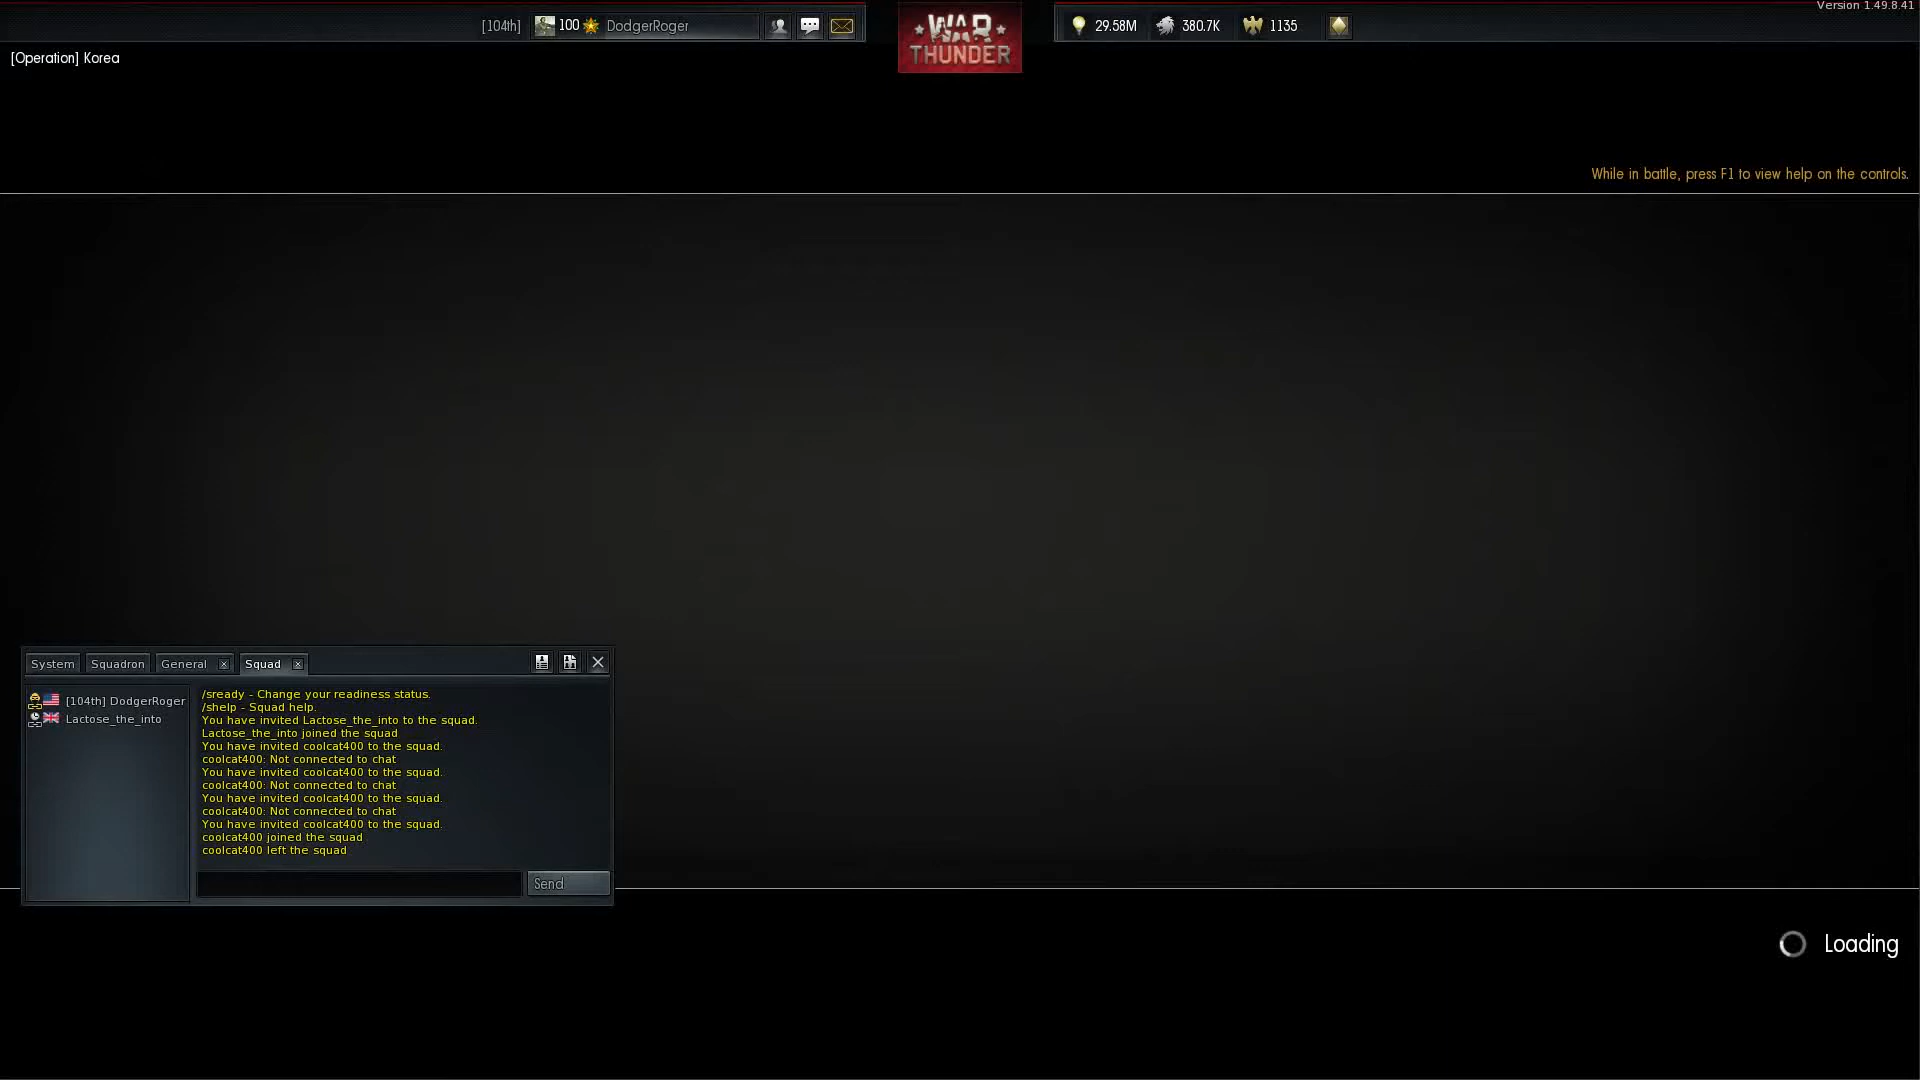 Version 1.49.8.41
[104th] 100 DodgerRoger
WAR THUNDER
29.58M 380.7K 1135
[Operation] Korea
While in battle, press F1 to view help on the controls.
System Squadron General x Squad x
[104th] DodgerRoger
Lactose_the_into
/sready - Change your readiness status.
/shelp - Squad help.
You have invited Lactose_the_into to the squad.
Lactose_the_into joined the squad
You have invited coolcat400 to the squad.
coolcat400: Not connected to chat
You have invited coolcat400 to the squad.
coolcat400: Not connected to chat
You have invited coolcat400 to the squad.
coolcat400: Not connected to chat
You have invited coolcat400 to the squad.
coolcat400 joined the squad
coolcat400 left the squad
Send
Loading